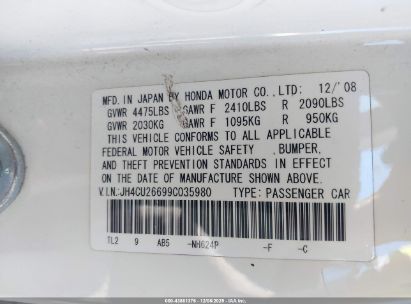 MFD. IN JAPAN BY HONDA MOTOR CO., LTD: 12/'08
GVWR 4475LBS GAWR F 2410LBS R 2090LBS
GVWR 2030KG GAWR F 1095KG R 950KG
THIS VEHICLE CONFORMS TO ALL APPLICABLE
FEDERAL MOTOR VEHICLE SAFETY, BUMPER,
AND THEFT PREVENTION STANDARDS IN EFFECT ON
THE DATE OF MANUFACTURE SHOWN ABOVE.
V.I.N.:JH4CU26699C035980 TYPE: PASSENGER CAR
TL2 9 ABS -NH624P -F -C